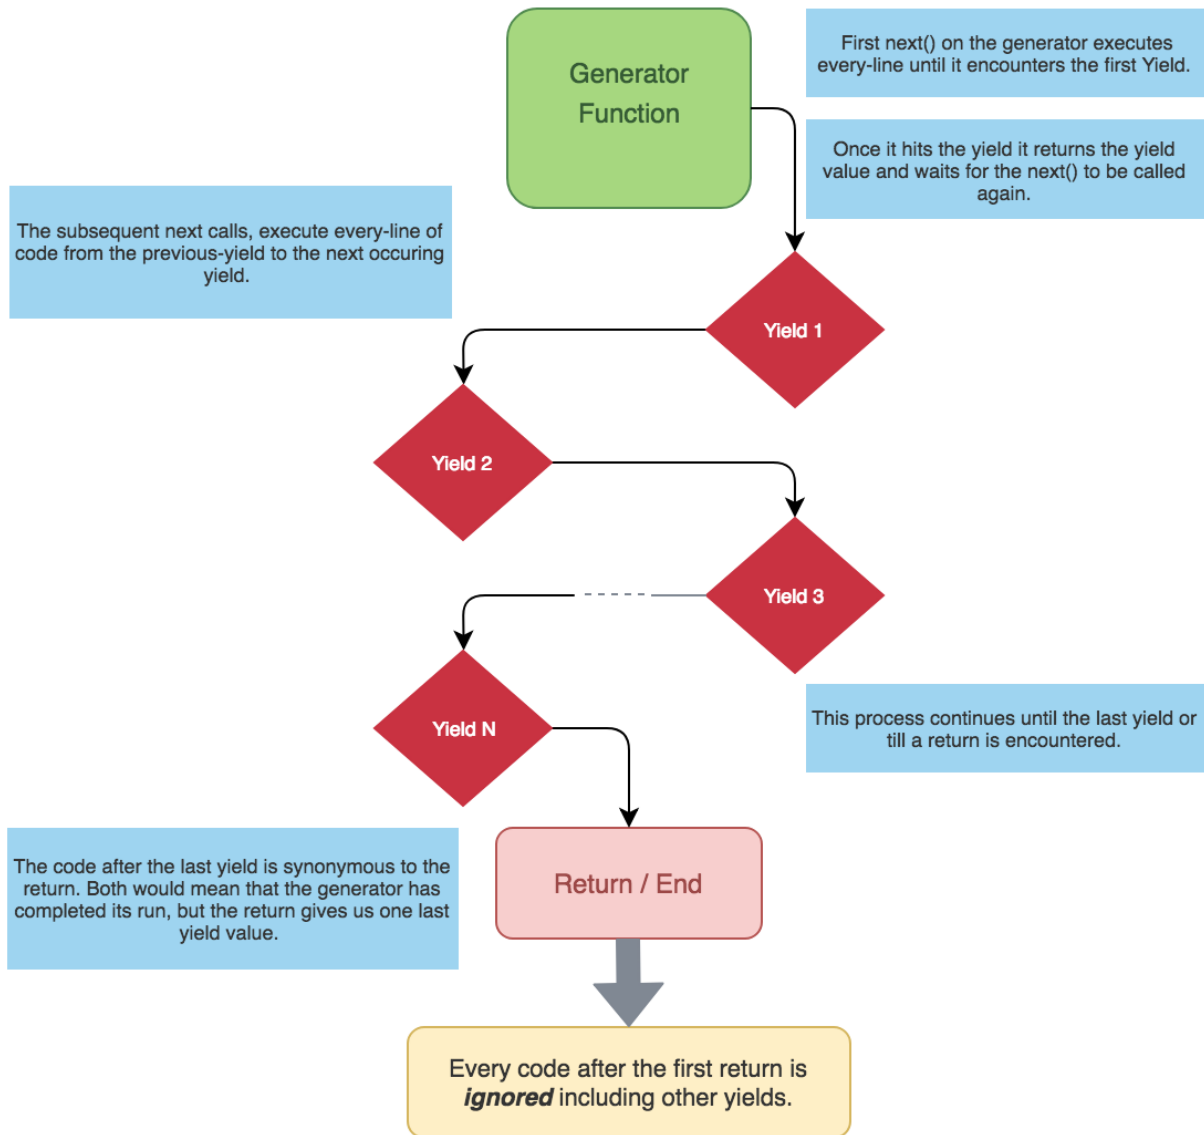 Generator
Function
First next() on the generator executes
every-line until it encounters the first Yield.
Once it hits the yield it returns the yield
value and waits for the next() to be called
again.
The subsequent next calls, execute every-line of
code from the previous-yield to the next occuring
yield.
Yield 1
Yield 2
Yield 3
Yield N
This process continues until the last yield or
till a return is encountered.
The code after the last yield is synonymous to the
return. Both would mean that the generator has
completed its run, but the return gives us one last
yield value.
Return / End
Every code after the first return is
ignored including other yields.